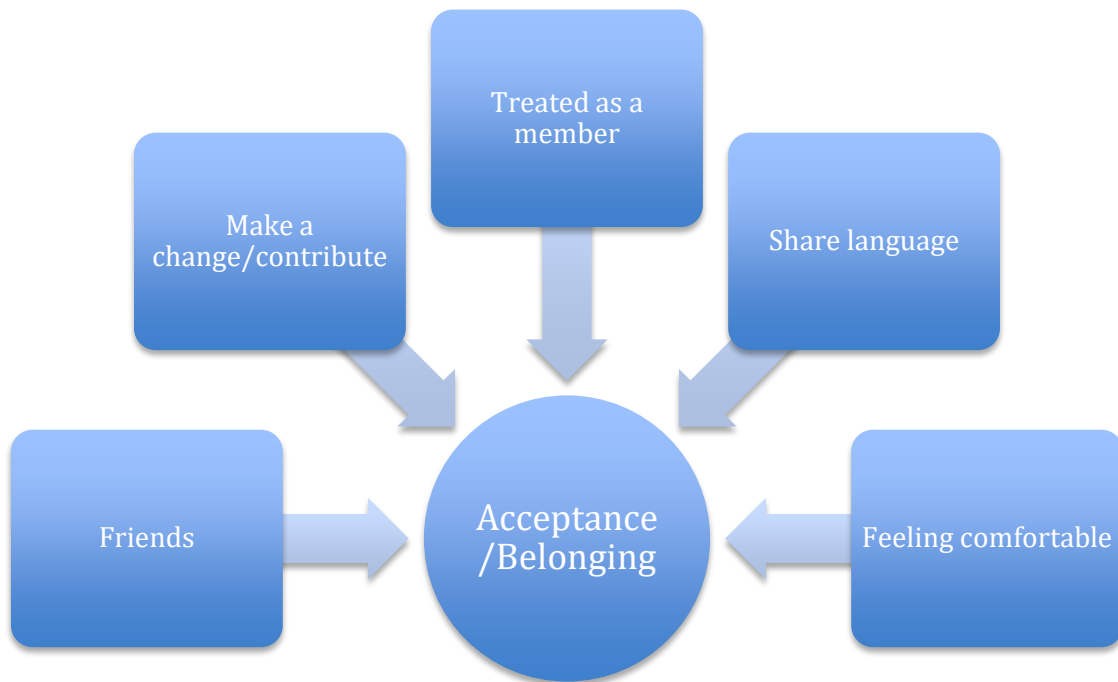 Treated as a
member
Make a
change/contribute
Share language
Friends
Acceptance
/Belonging
Feeling comfortable